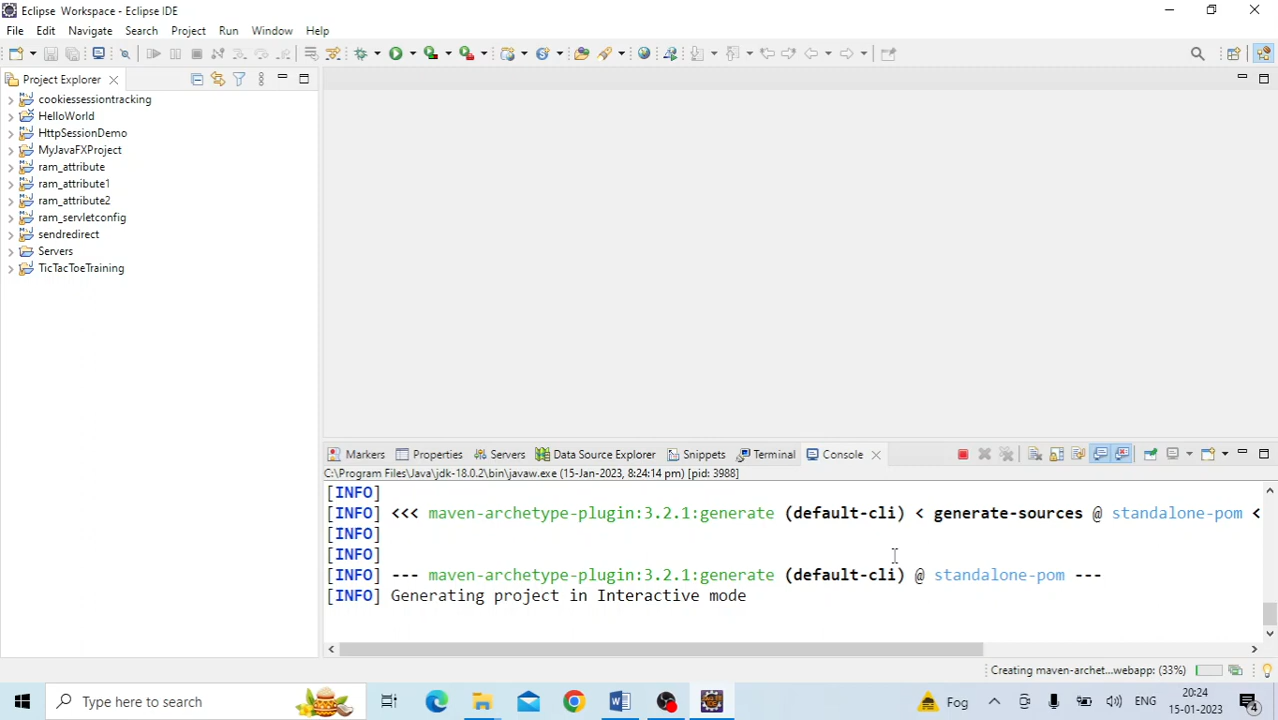 Eclipse Workspace - Eclipse IDE
File Edit Navigate Search Project Run Window Help
Project Explorer
cookiessessiontracking
HelloWorld
HttpSessionDemo
MyJavaFXProject
ram_attribute
ram_attribute1
ram_attribute2
ram_servletconfig
sendredirect
Servers
TicTacToeTraining
Markers Properties Servers Data Source Explorer Snippets Terminal Console
C:\Program Files\Java\jdk-18.0.2\bin\javaw.exe (15-Jan-2023, 8:24:14 pm) [pid: 3988]
[INFO]
[INFO] <<< maven-archetype-plugin:3.2.1:generate (default-cli) < generate-sources @ standalone-pom <
[INFO]
[INFO]
[INFO] --- maven-archetype-plugin:3.2.1:generate (default-cli) @ standalone-pom ---
[INFO] Generating project in Interactive mode
Creating maven-archet...webapp: (33%)
Type here to search
Fog
ENG
20:24
15-01-2023
4